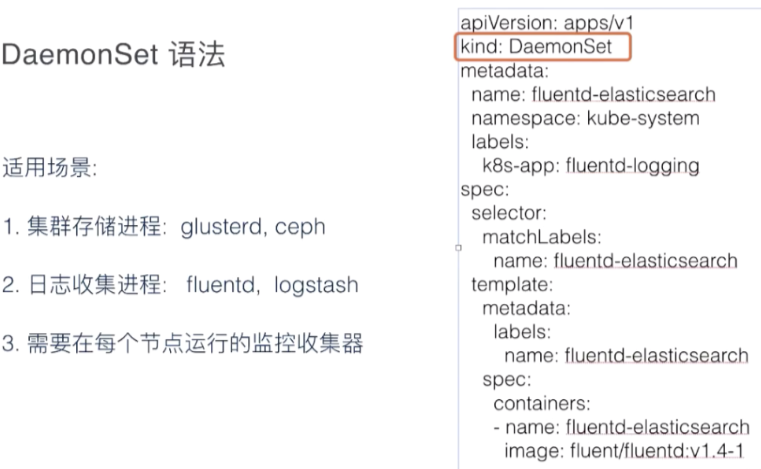 DaemonSet 语法
适用场景:
1. 集群存储进程: glusterd, ceph
2. 日志收集进程: fluentd, logstash
3. 需要在每个节点运行的监控收集器
apiVersion: apps/v1
kind: DaemonSet
metadata:
  name: fluentd-elasticsearch
  namespace: kube-system
  labels:
    k8s-app: fluentd-logging
spec:
  selector:
    matchLabels:
      name: fluentd-elasticsearch
  template:
    metadata:
      labels:
        name: fluentd-elasticsearch
    spec:
      containers:
      - name: fluentd-elasticsearch
        image: fluent/fluentd:v1.4-1